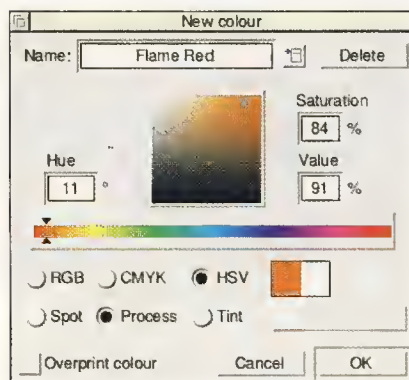 New colour
Name: Flame Red Delete
Saturation
84 %
Hue
Value
11 °
91 %
RGB CMYK HSV
Spot Process Tint
Overprint colour Cancel OK